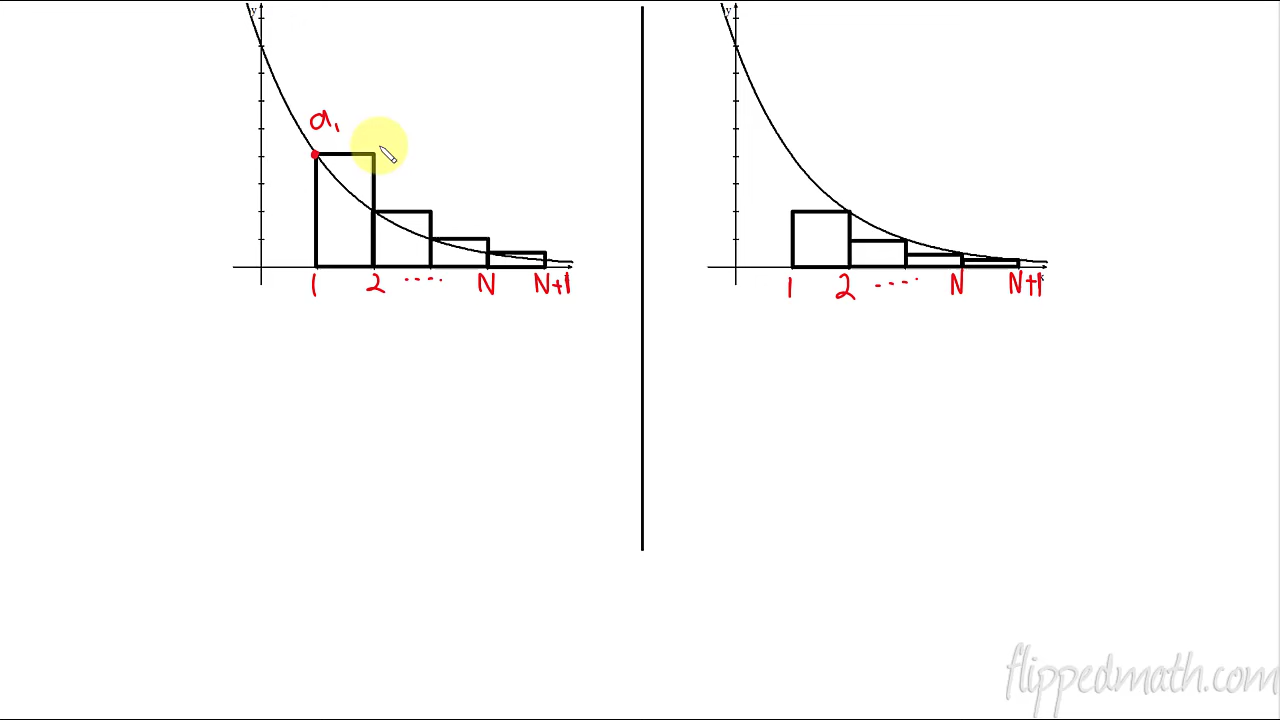 y
y
a₁
1 2 .... N N+1
1 2 .... N N+1
flippedmath.com